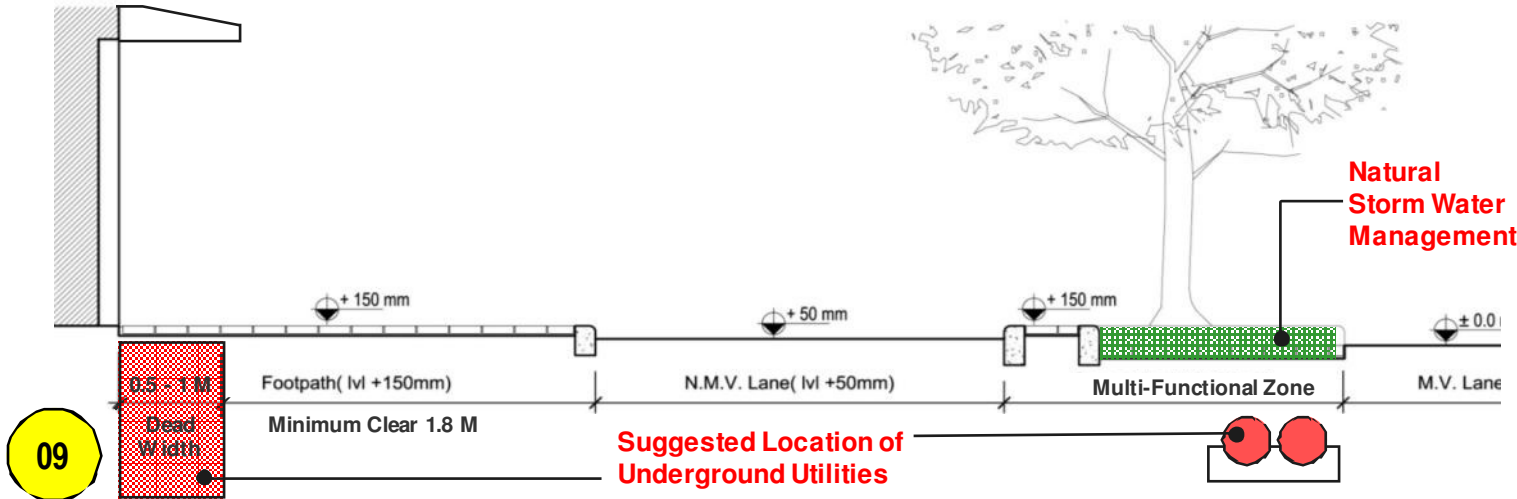 Natural
Storm Water
Management
+ 150 mm
+ 50 mm
+ 150 mm
± 0.0
0.5 - 1 M
Footpath( lvl +150mm)
N.M.V. Lane( lvl +50mm)
Multi-Functional Zone
M.V. Lane
Dead
Width
Minimum Clear 1.8 M
Suggested Location of
Underground Utilities
09